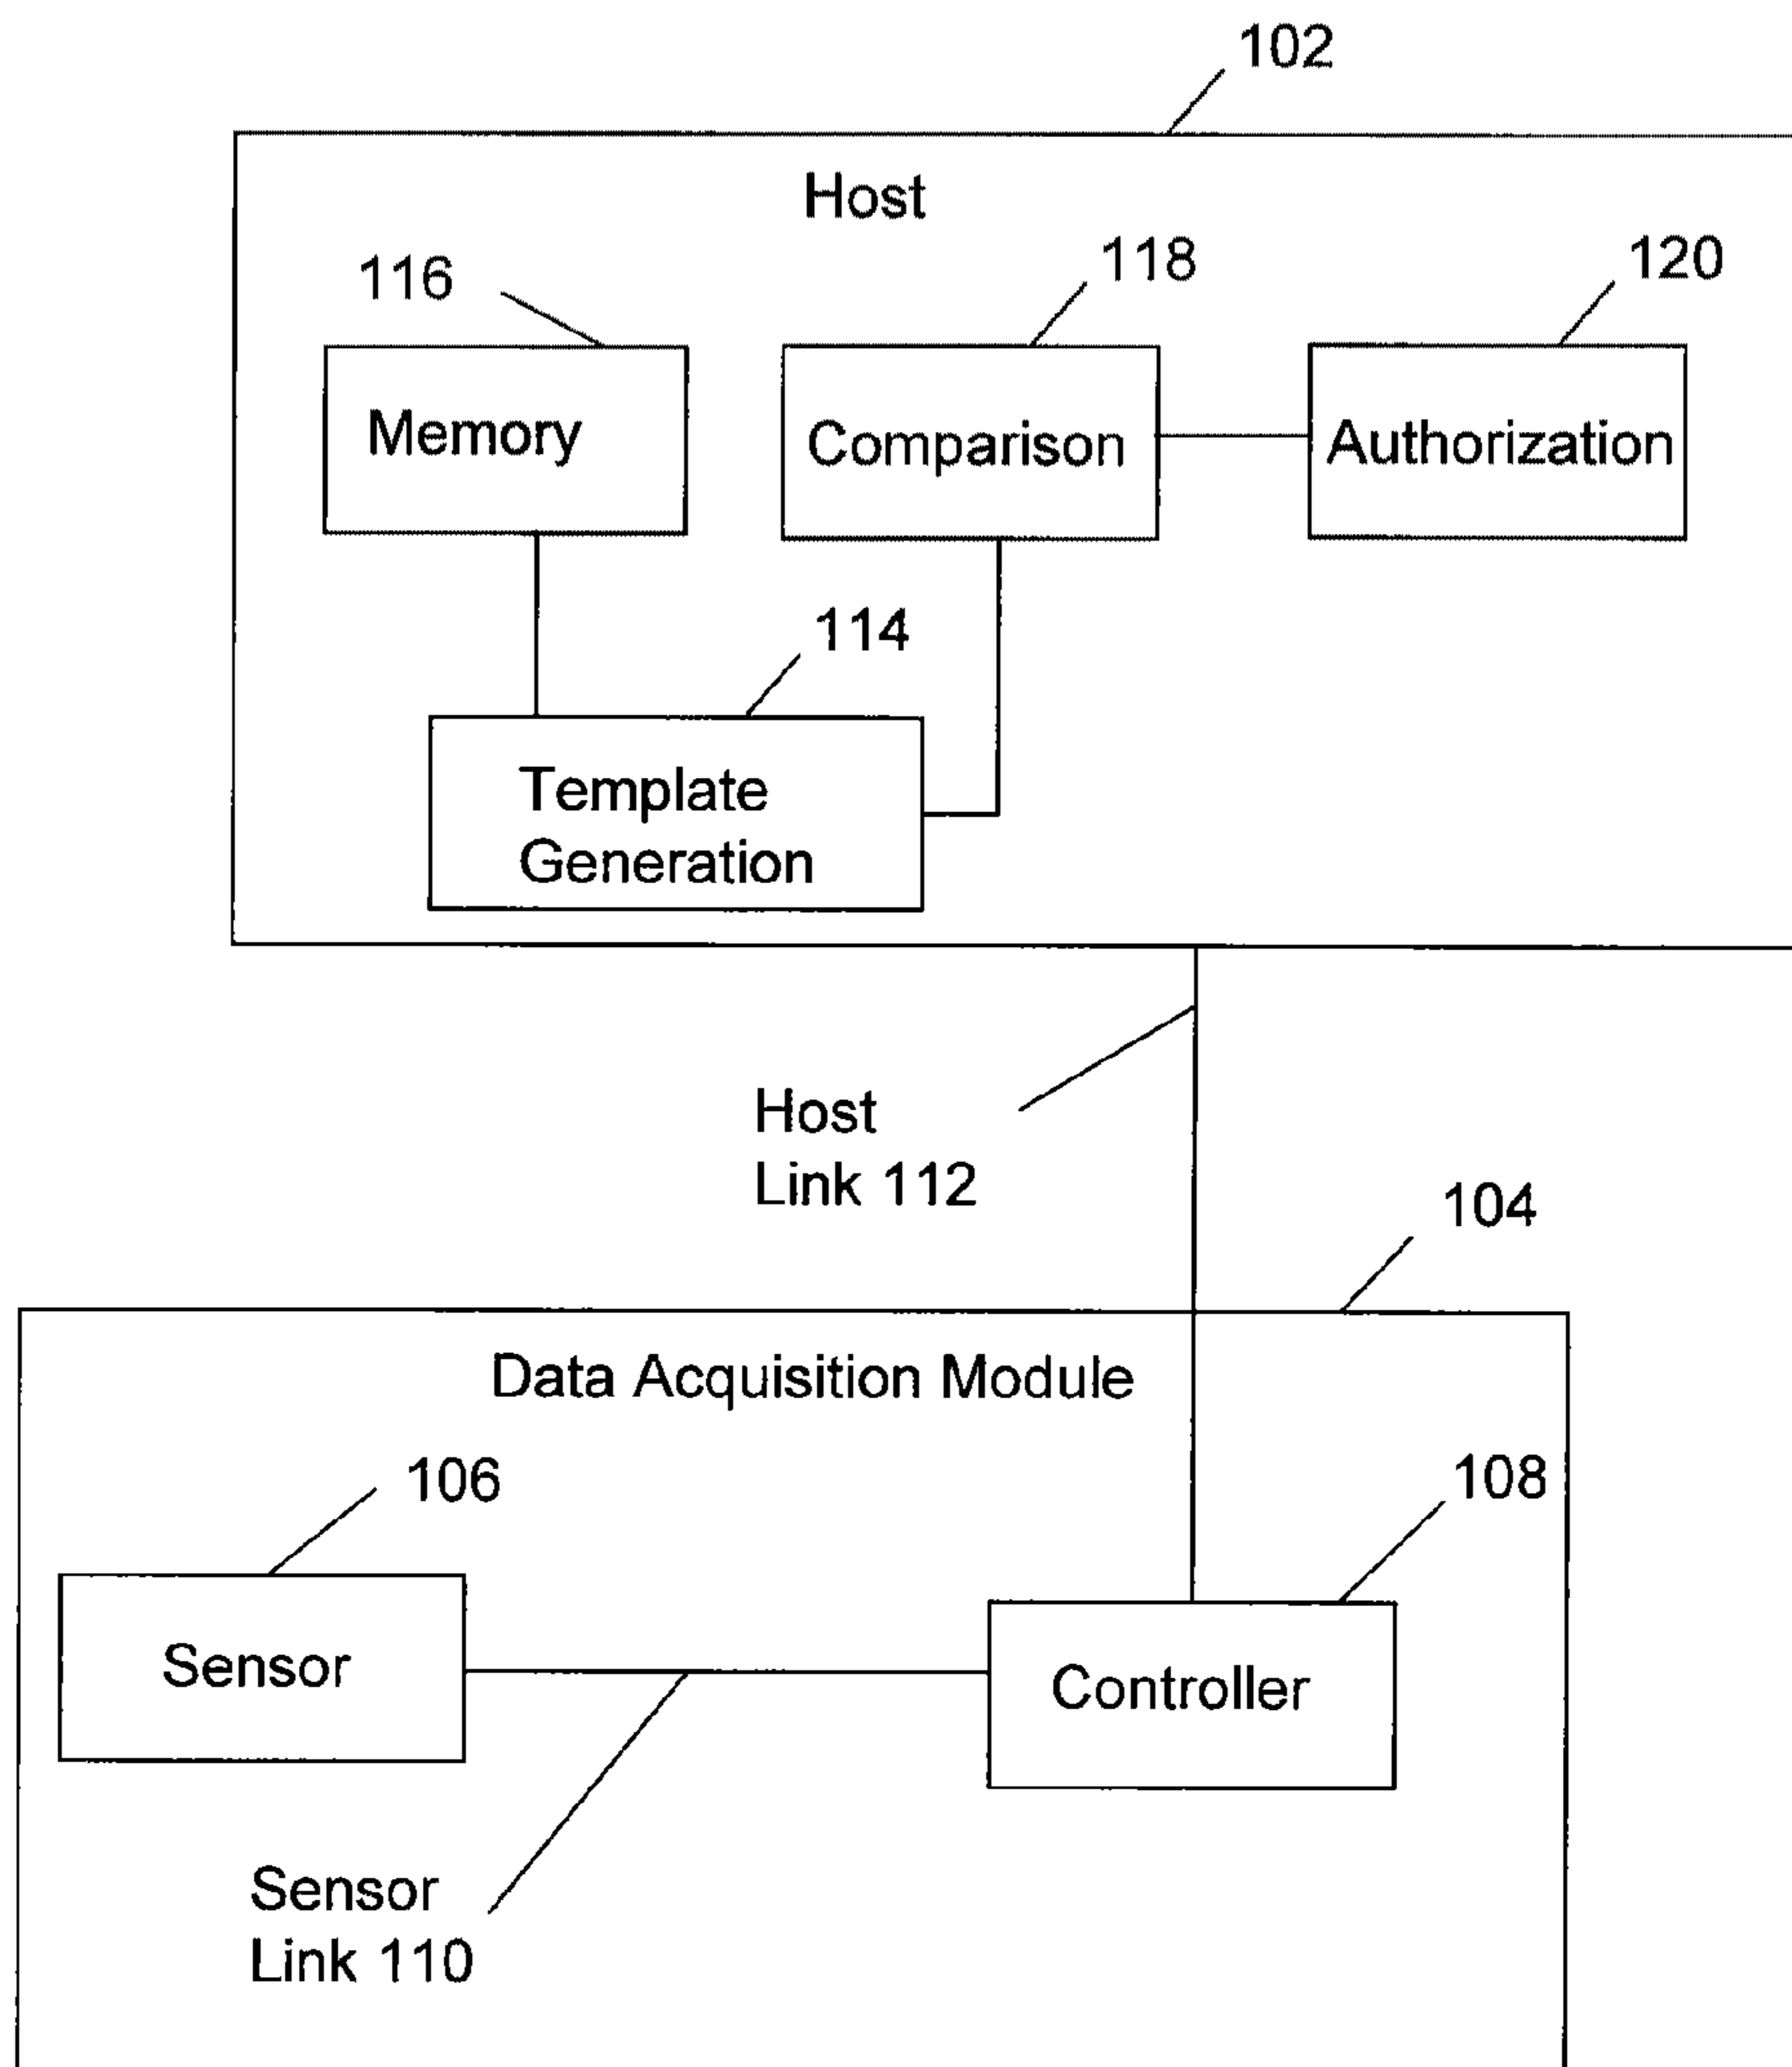 102
Host
116
118
120
Memory
Comparison
Authorization
114
Template
Generation
Host
Link 112
104
Data Acquisition Module
106
108
Sensor
Controller
Sensor
Link 110